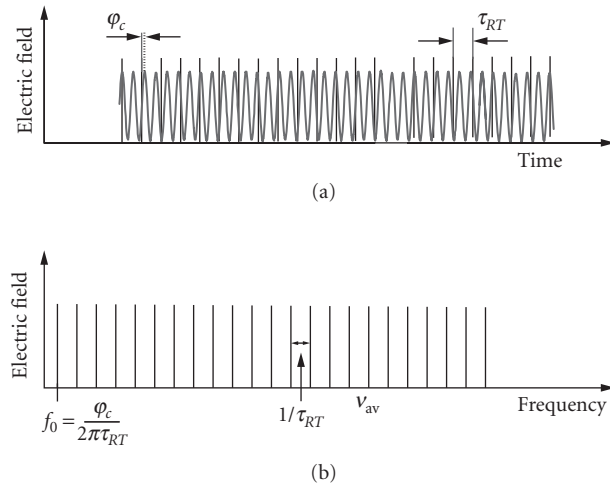 φc
τRT
Electric field
Time
(a)
Electric field
f0 = φc / 2πτRT
1/τRT
νav
Frequency
(b)